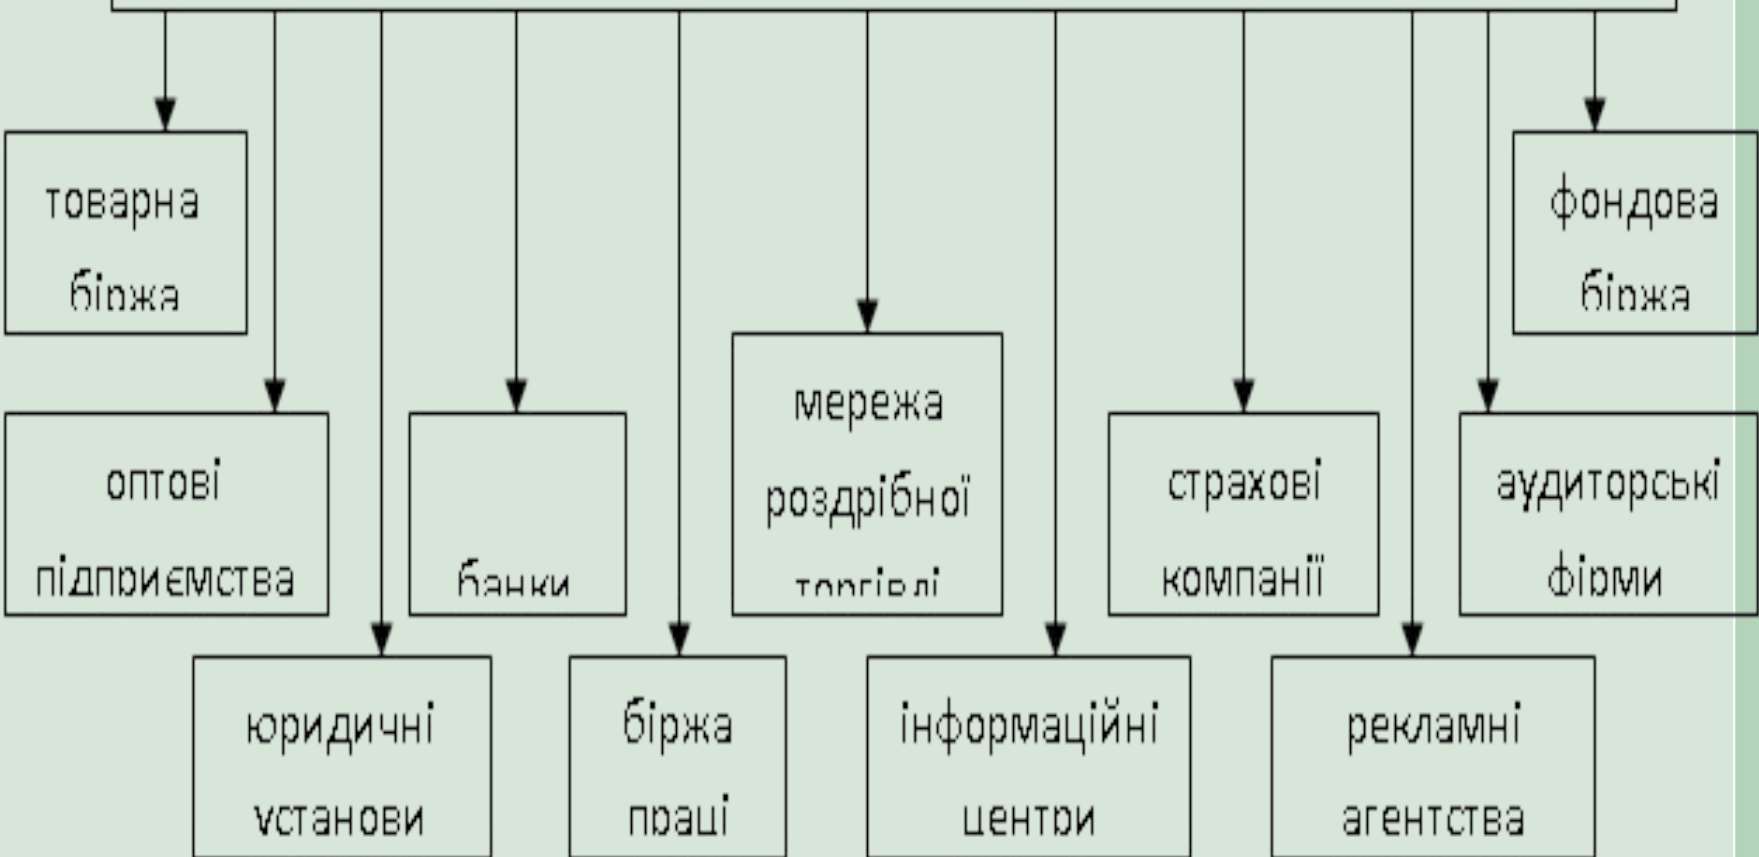 товарна
біржа
фондова
біржа
оптові
підприємства
банки
мережа
роздрібної
торгівлі
страхові
компанії
аудиторські
фірми
юридичні
установи
біржа
праці
інформаційні
центри
рекламні
агентства